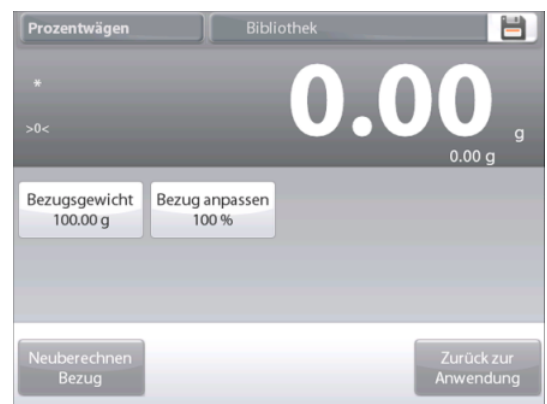 Prozentwägen Bibliothek
*
0.00 g
>0<
0.00 g
Bezugsgewicht
100.00 g
Bezug anpassen
100 %
Neuberechnen
Bezug
Zurück zur
Anwendung